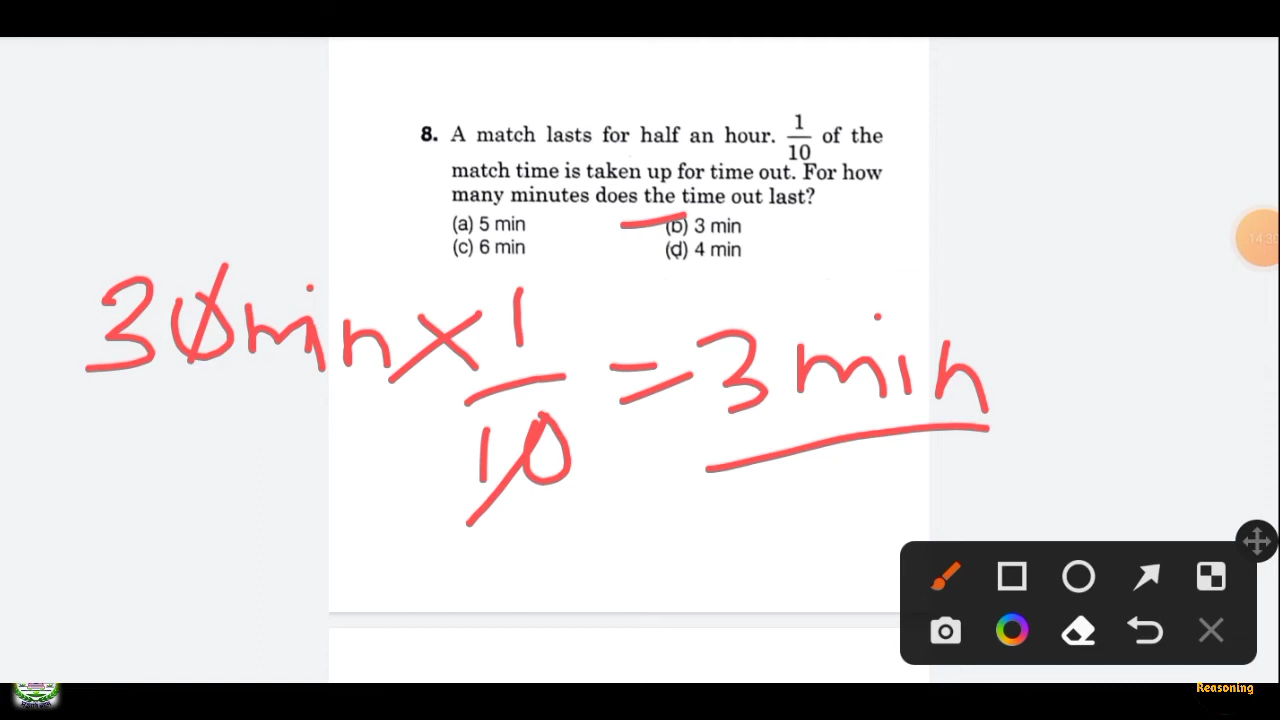 8. A match lasts for half an hour. 1/10 of the
match time is taken up for time out. For how
many minutes does the time out last?
(a) 5 min (b) 3 min
(c) 6 min (d) 4 min
30min × 1/10 = 3 min
14:30
Reasoning